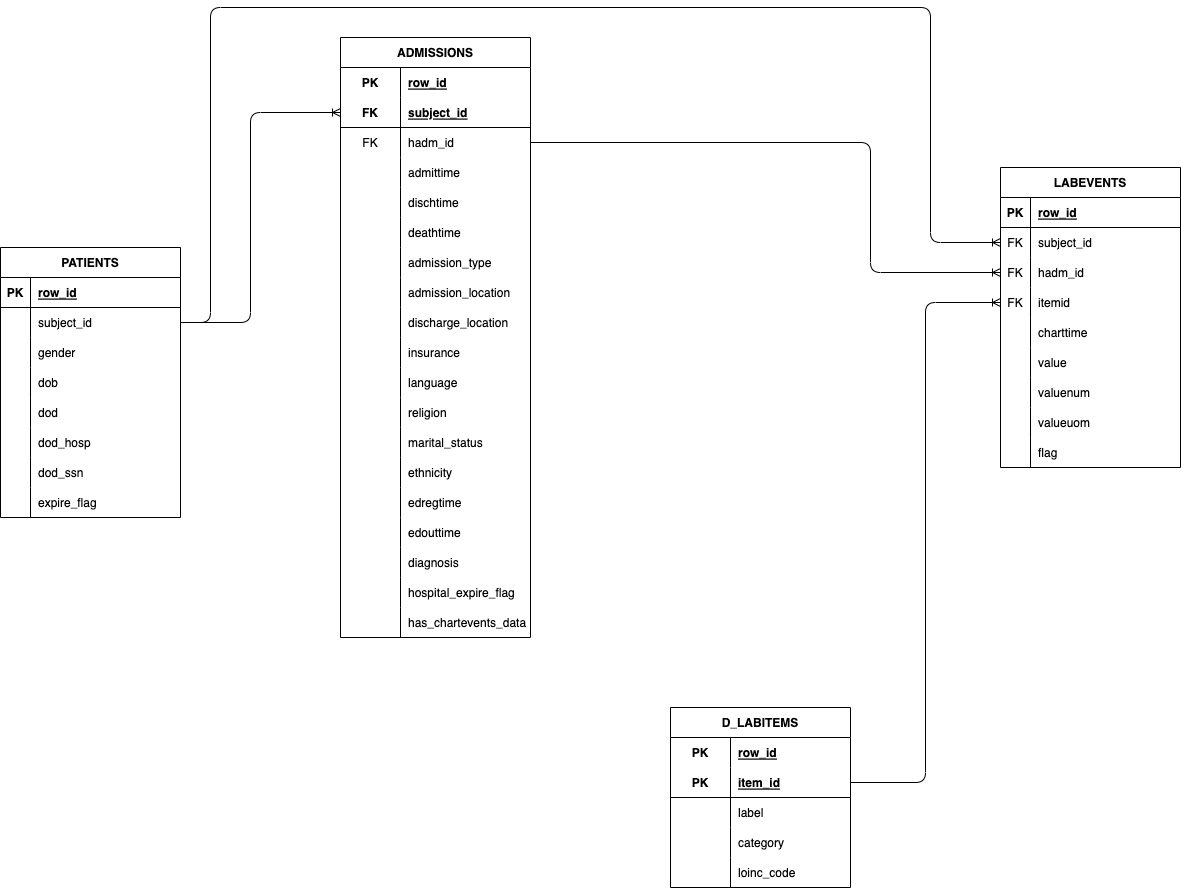 ADMISSIONS
PK row_id
FK subject_id
FK hadm_id
admittime
dischtime
deathtime
admission_type
admission_location
discharge_location
insurance
language
religion
marital_status
ethnicity
edregtime
edouttime
diagnosis
hospital_expire_flag
has_chartevents_data
LABEVENTS
PK row_id
FK subject_id
FK hadm_id
FK itemid
charttime
value
valuenum
valueuom
flag
PATIENTS
PK row_id
subject_id
gender
dob
dod
dod_hosp
dod_ssn
expire_flag
D_LABITEMS
PK row_id
PK item_id
label
category
loinc_code